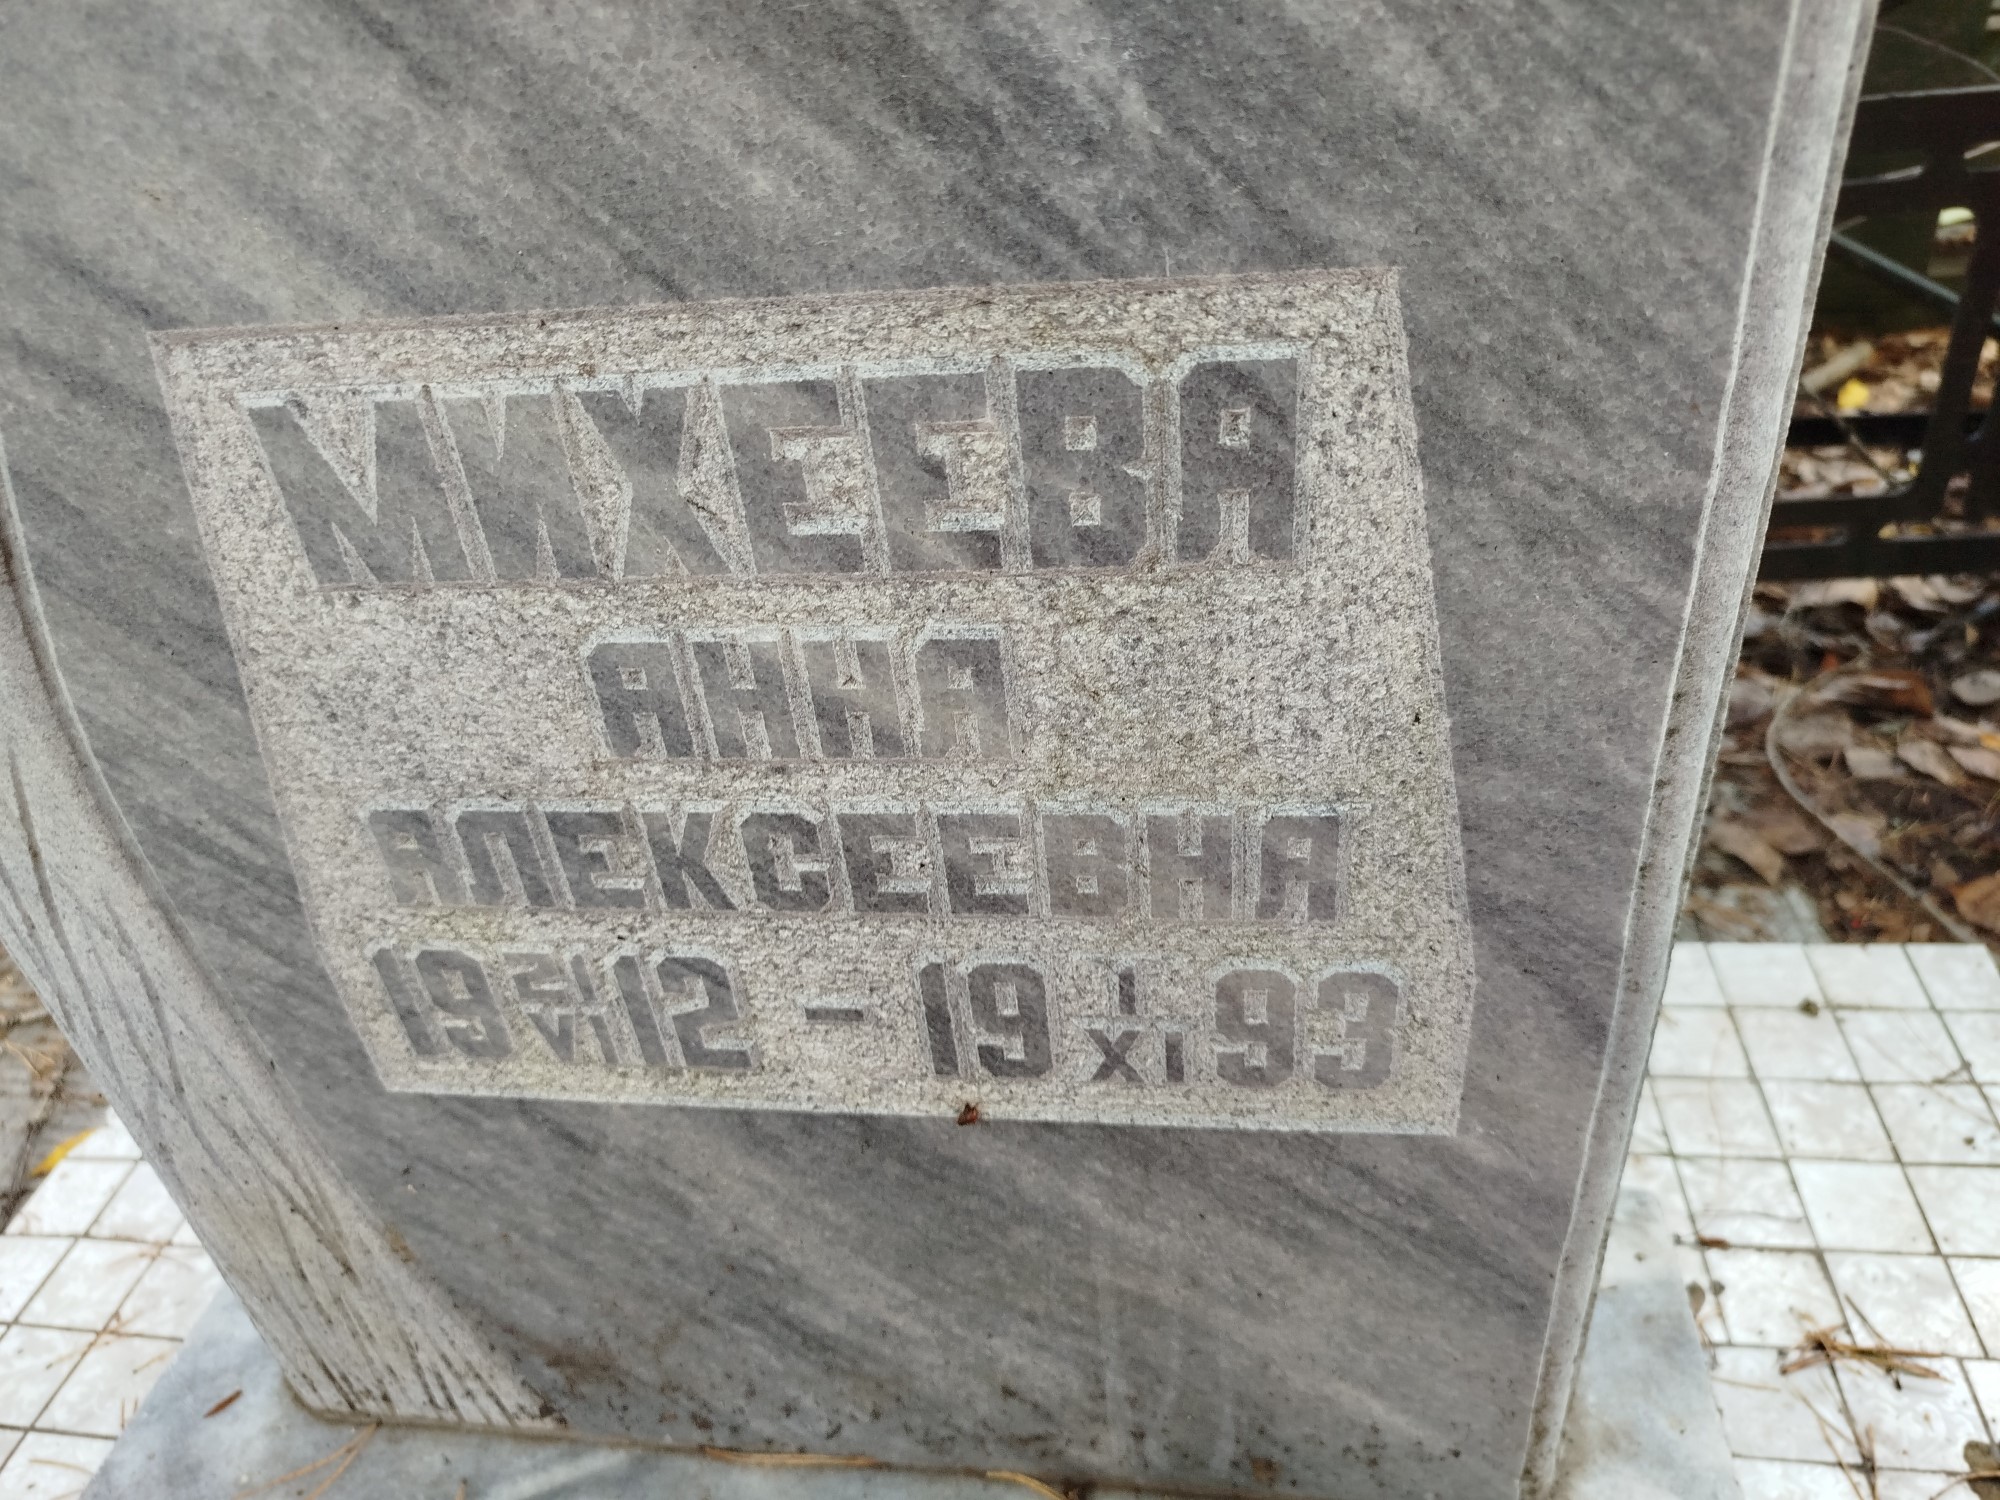 МИХЕЕВА
АННА
АЛЕКСЕЕВНА
19 21/VI 12 – 19 1/XI 93